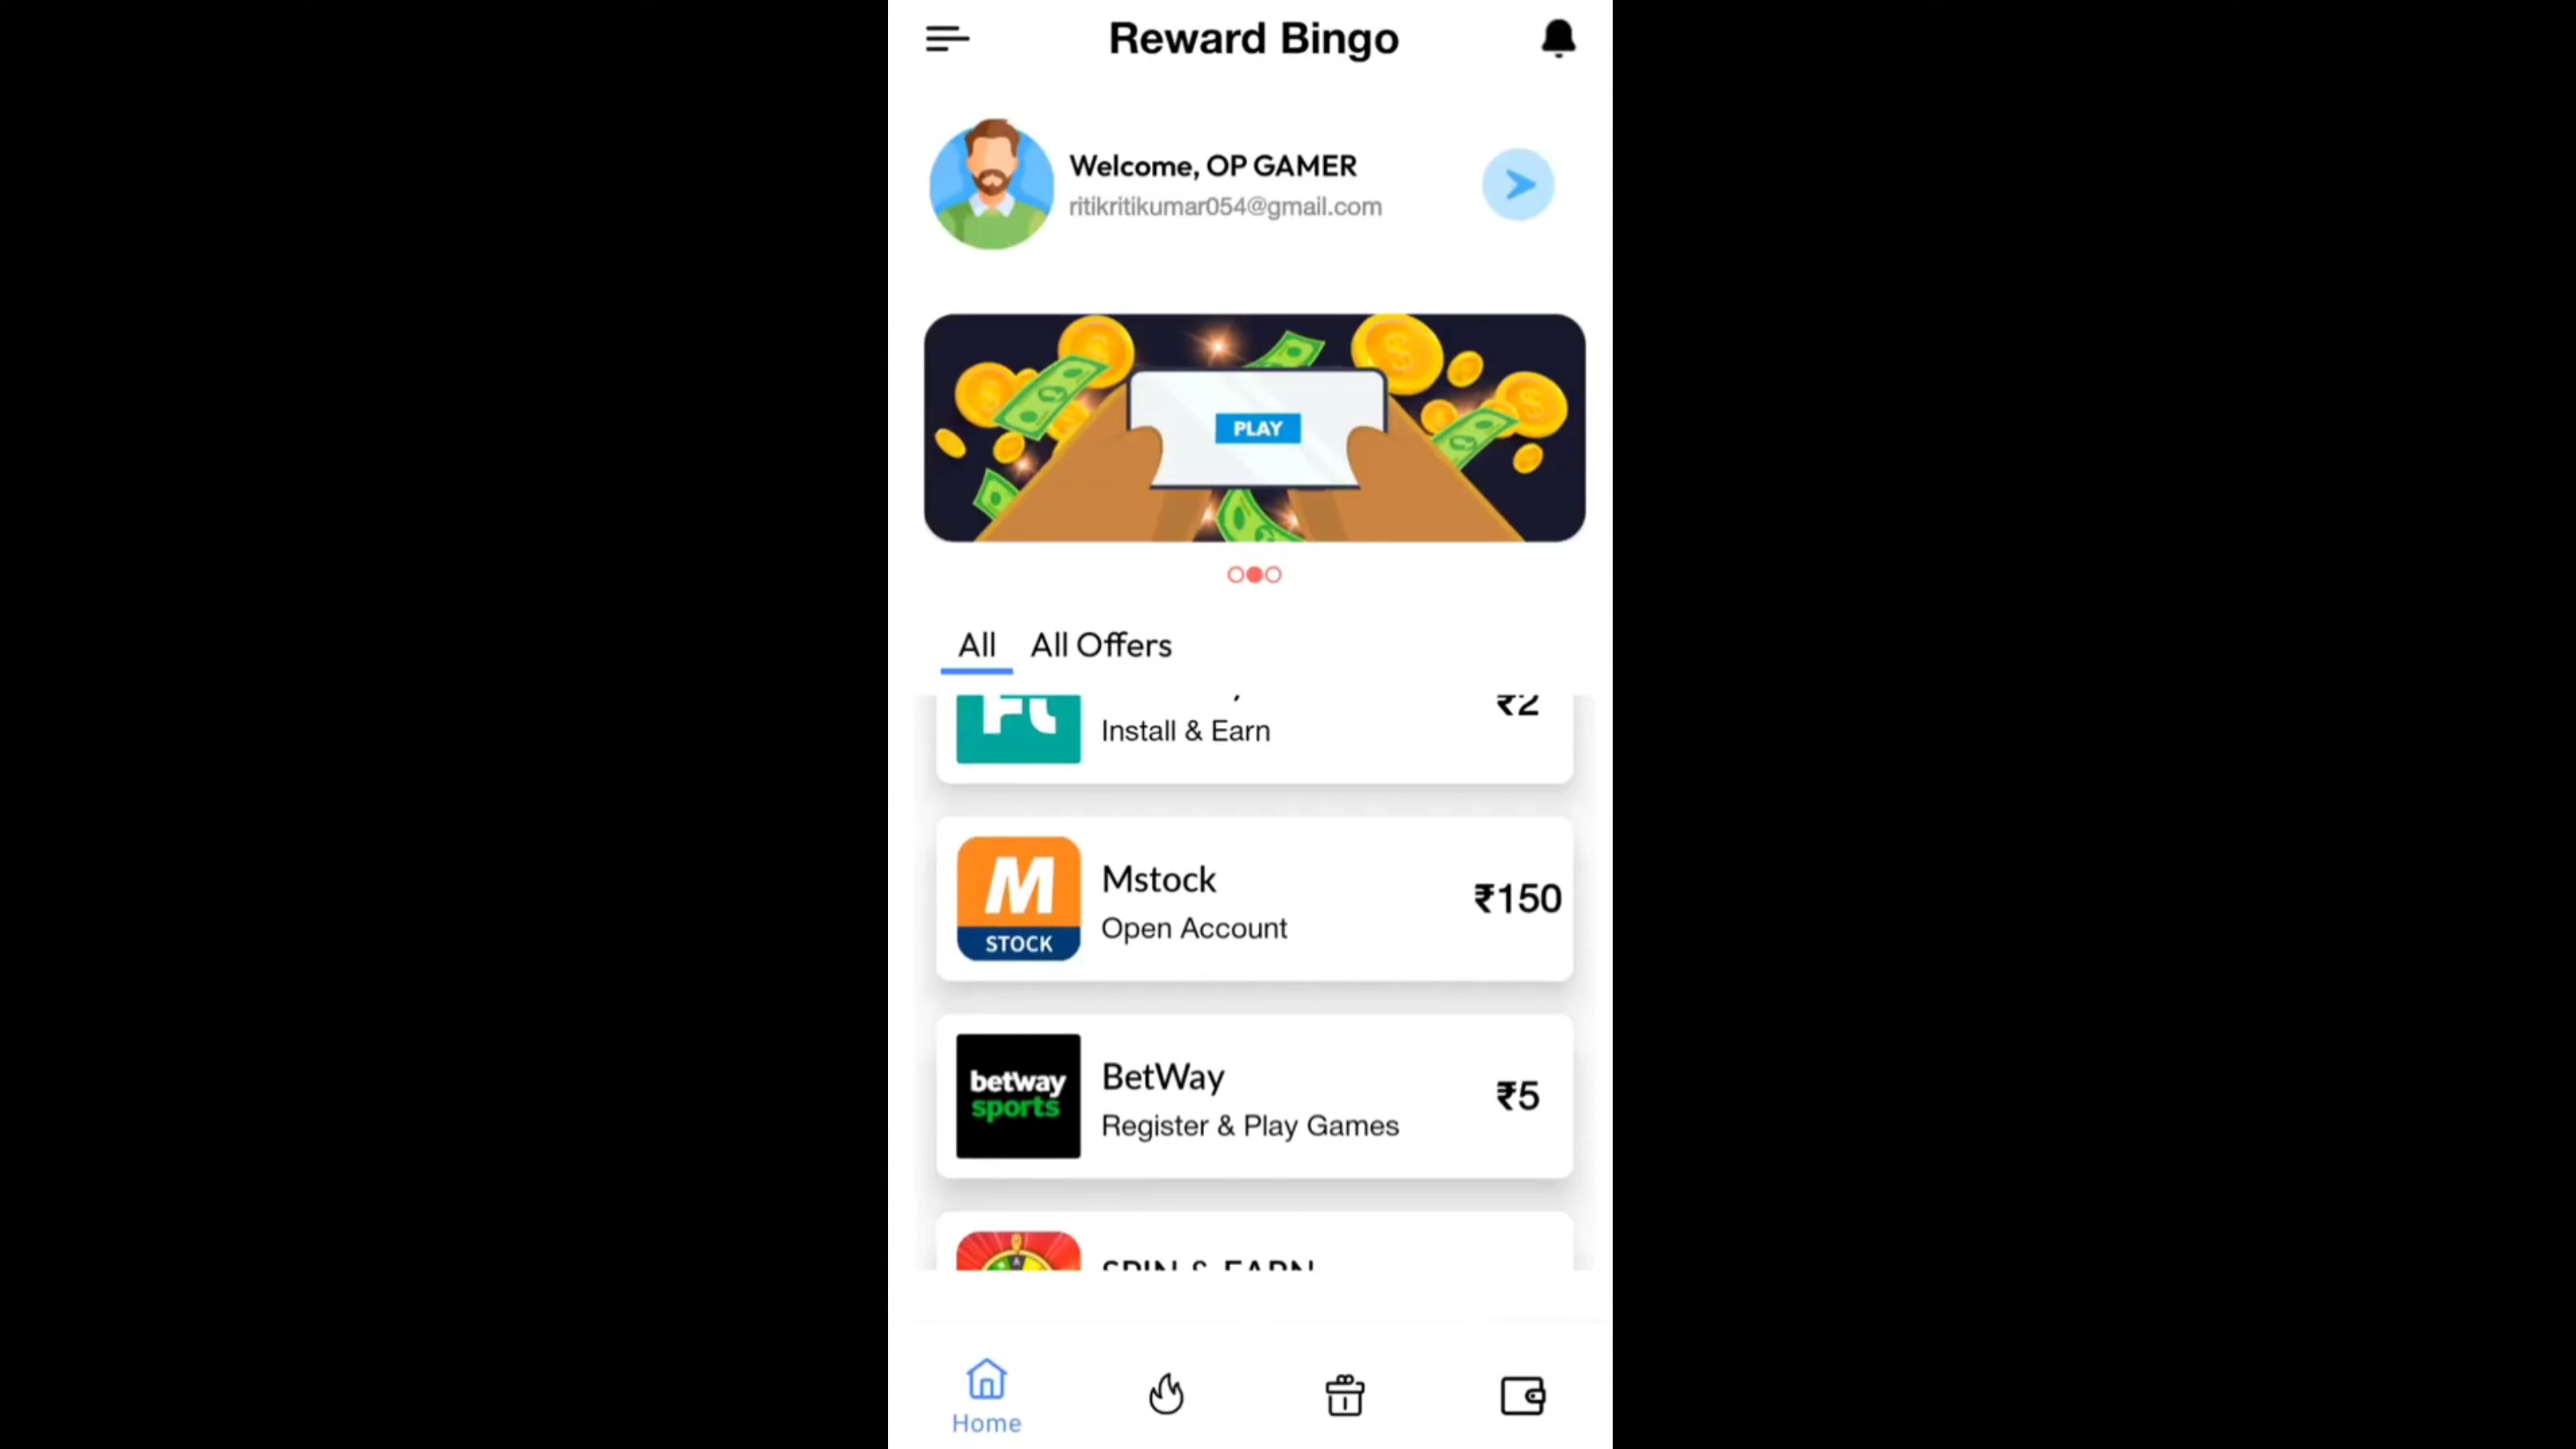 Reward Bingo
Welcome, OP GAMER
ritikritikumar054@gmail.com
PLAY
All All Offers
₹2
Install & Earn
M
STOCK
Mstock
Open Account
₹150
betway
sports
BetWay
Register & Play Games
₹5
SPIN & EARN
Home